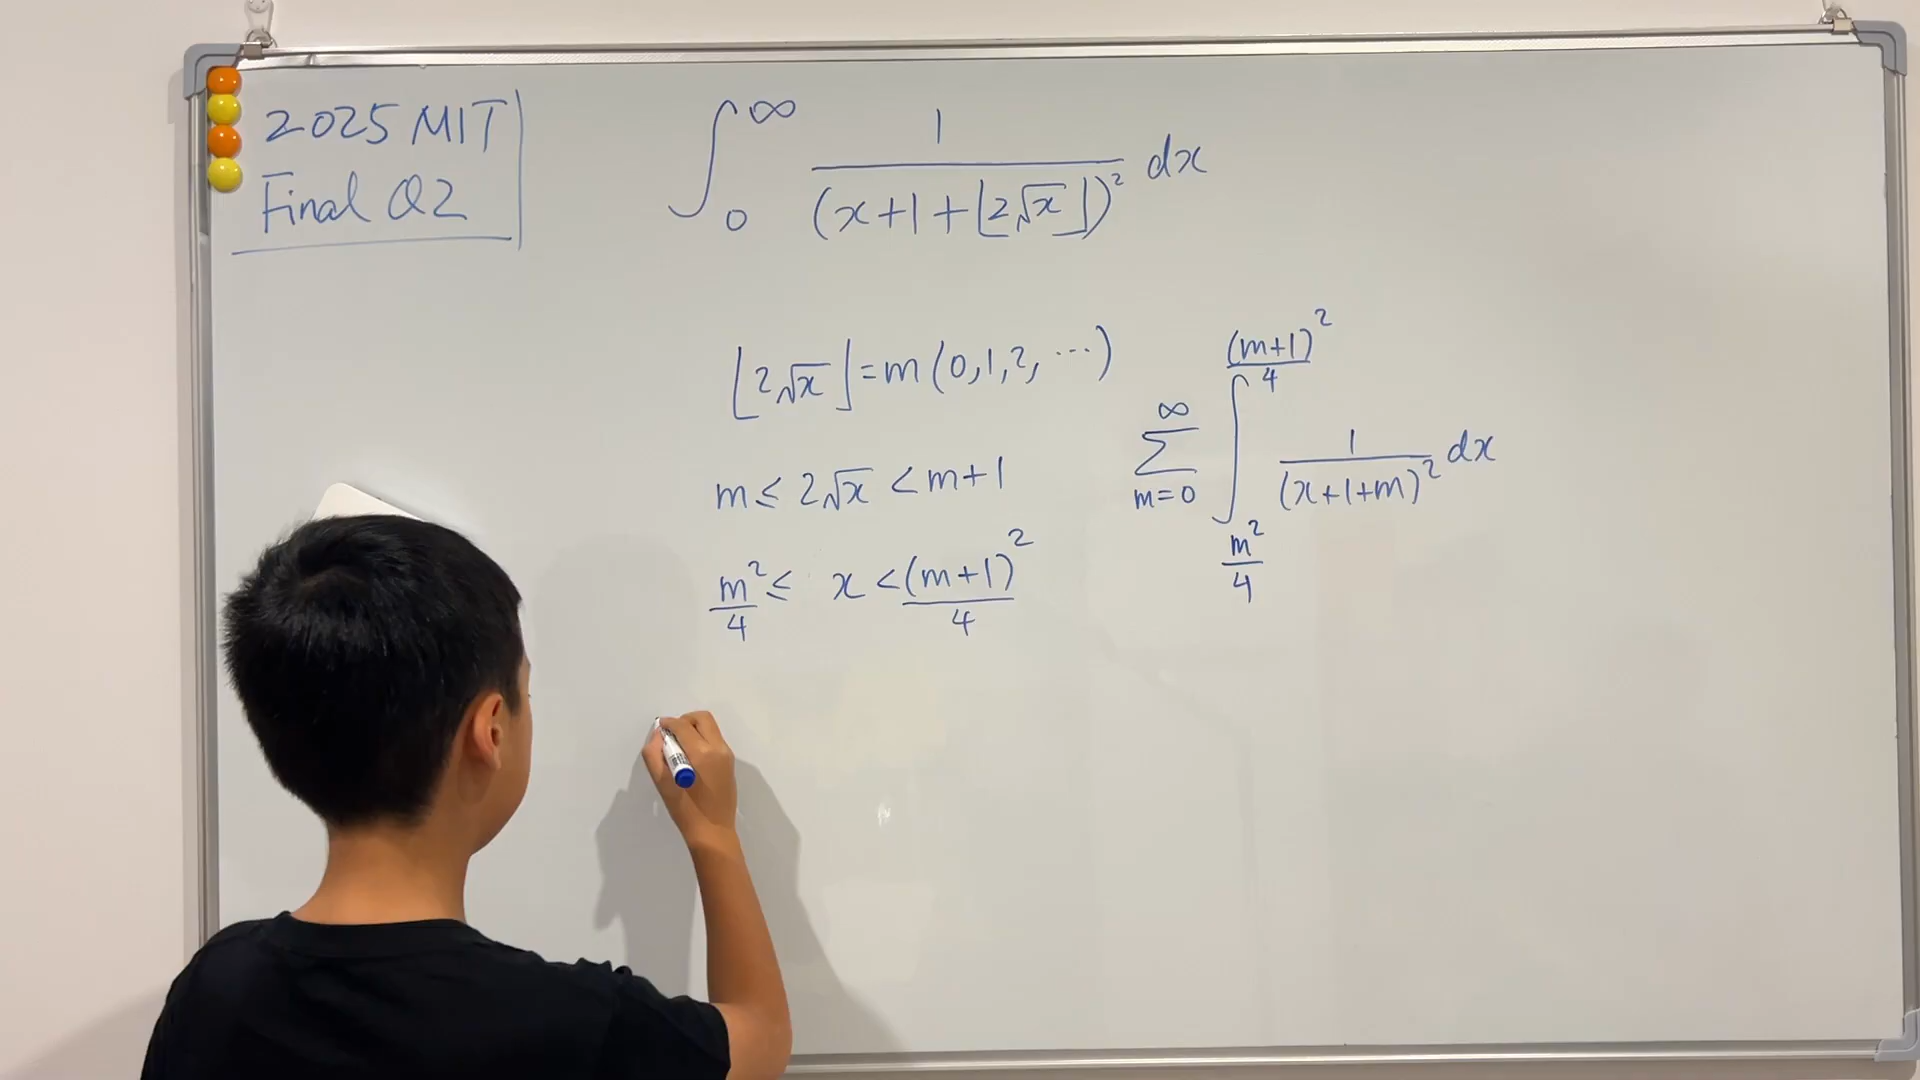 2025 MIT
Final Q2
∫_0^∞ 1/(x+1+⌊2√x⌋)² dx
⌊2√x⌋=m(0,1,2,⋯)
m≤2√x<m+1
m²/4≤ x<(m+1)²/4
∑_{m=0}^∞ ∫_{m²/4}^{(m+1)²/4} 1/(x+1+m)² dx